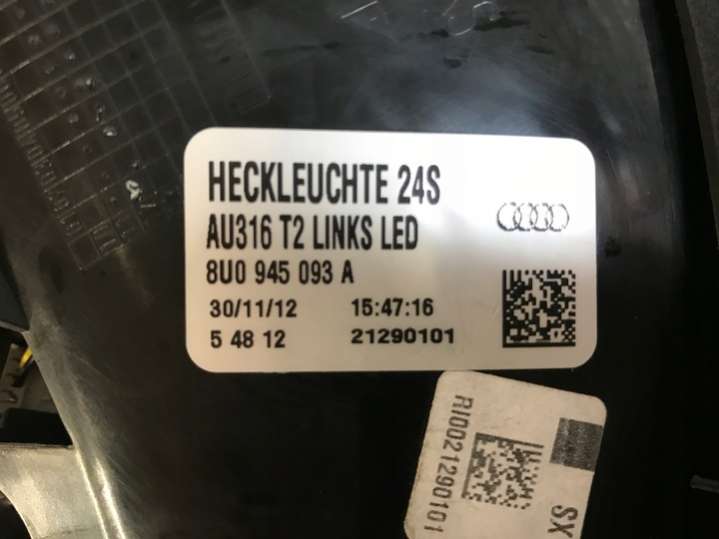 HECKLEUCHTE 24S
AU316 T2 LINKS LED
8U0 945 093 A
30/11/12 15:47:16
5 48 12 21290101
RI0021290101
SX